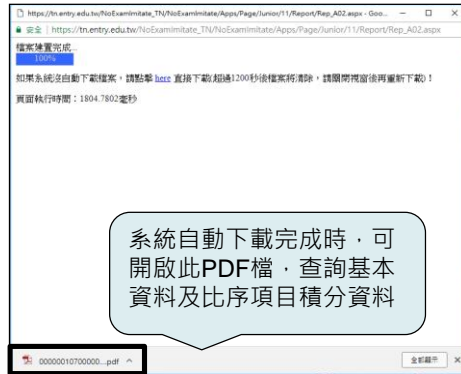 https://tn.entry.edu.tw/NoExamImitate_TN/NoExamImitate/Apps/Page/Junior/11/Report/Rep_A02.aspx - Goo...
安全 | https://tn.entry.edu.tw/NoExamImitate_TN/NoExamImitate/Apps/Page/Junior/11/Report/Rep_A02.aspx
檔案建置完成...
100%
如果系統沒自動下載檔案，請點擊 here 直接下載(超過1200秒後檔案將清除，請關閉視窗後再重新下載)！
頁面執行時間：1804.7802毫秒
系統自動下載完成時，可
開啟此PDF檔，查詢基本
資料及比序項目積分資料
00000010700000....pdf
全部顯示